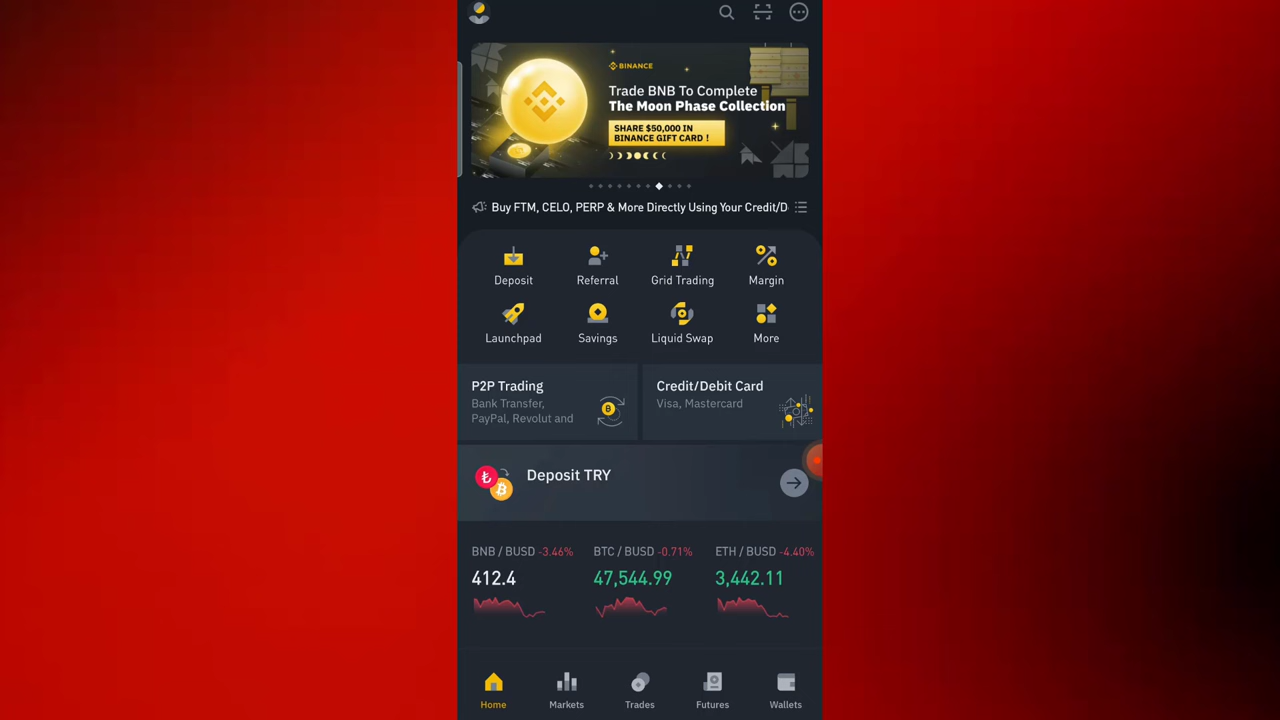 BINANCE
Trade BNB To Complete
The Moon Phase Collection
SHARE $50,000 IN
BINANCE GIFT CARD !
Buy FTM, CELO, PERP & More Directly Using Your Credit/D
Deposit
Referral
Grid Trading
Margin
Launchpad
Savings
Liquid Swap
More
P2P Trading
Bank Transfer,
PayPal, Revolut and
Credit/Debit Card
Visa, Mastercard
Deposit TRY
BNB / BUSD -3.46%
412.4
BTC / BUSD -0.71%
47,544.99
ETH / BUSD -4.40%
3,442.11
Home
Markets
Trades
Futures
Wallets